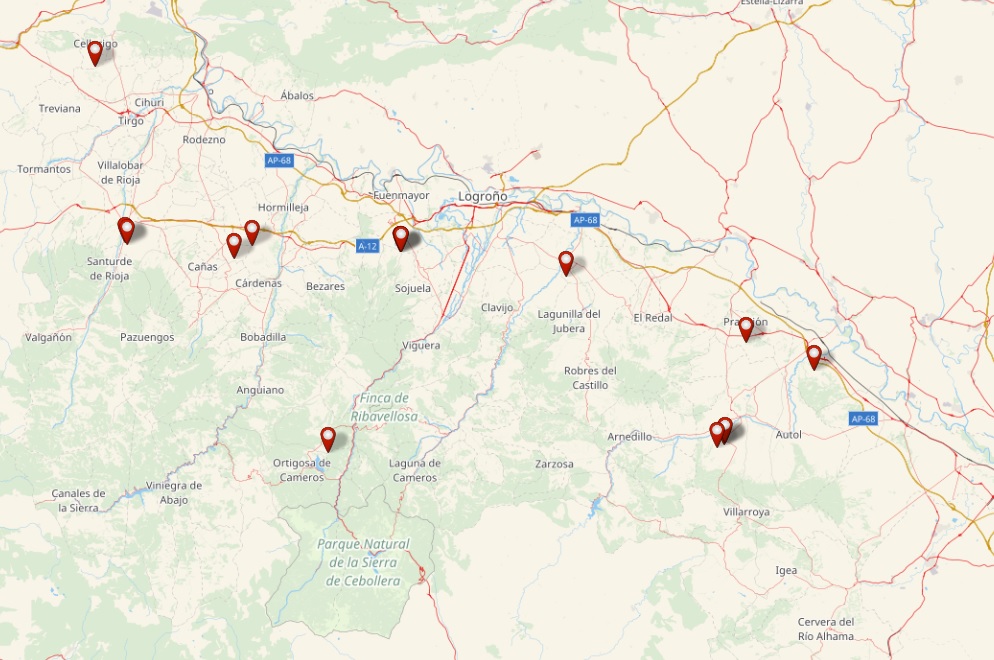 Estella-Lizarra
Treviana
Cihuri
Tirgo
Ábalos
Rodezno
AP-68
Tormantos
Villalobar
de Rioja
Fuenmayor
Logroño
Hormilleja
AP-68
A-12
Santurde
de Rioja
Cañas
Cárdenas
Bezares
Sojuela
Clavijo
Lagunilla del
Jubera
El Redal
Valgañón
Pazuengos
Bobadilla
Viguera
Robres del
Castillo
Anguiano
Finca de
Ribavellosa
AP-68
Arnedillo
Autol
Ortigosa de
Cameros
Laguna de
Cameros
Zarzosa
Canales de
la Sierra
Viniegra de
Abajo
Villarroya
Parque Natural
de la Sierra
de Cebollera
Igea
Cervera del
Río Alhama